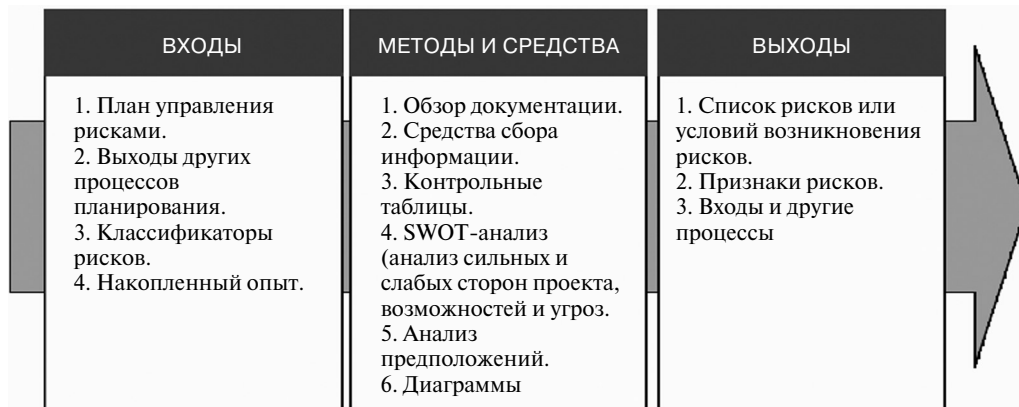 ВХОДЫ
1. План управления
рисками.
2. Выходы других
процессов
планирования.
3. Классификаторы
рисков.
4. Накопленный опыт.
МЕТОДЫ И СРЕДСТВА
1. Обзор документации.
2. Средства сбора
информации.
3. Контрольные
таблицы.
4. SWOT-анализ
(анализ сильных и
слабых сторон проекта,
возможностей и угроз.
5. Анализ
предположений.
6. Диаграммы
ВЫХОДЫ
1. Список рисков или
условий возникновения
рисков.
2. Признаки рисков.
3. Входы и другие
процессы